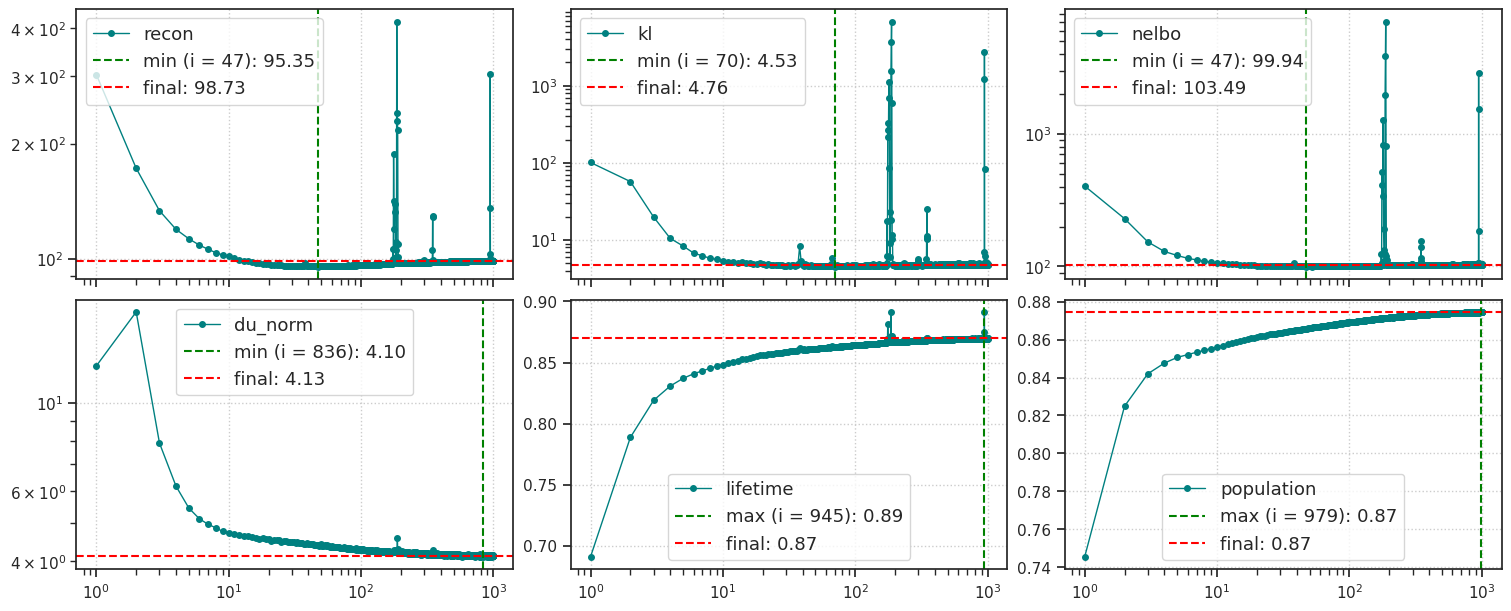 4 × 10²
3 × 10²
2 × 10²
10²
recon
min (i = 47): 95.35
final: 98.73
10³
10²
10¹
kl
min (i = 70): 4.53
final: 4.76
10³
10²
nelbo
min (i = 47): 99.94
final: 103.49
10¹
6 × 10⁰
4 × 10⁰
du_norm
min (i = 836): 4.10
final: 4.13
10⁰
10¹
10²
10³
0.90
0.85
0.80
0.75
0.70
lifetime
max (i = 945): 0.89
final: 0.87
10⁰
10¹
10²
10³
0.88
0.86
0.84
0.82
0.80
0.78
0.76
0.74
population
max (i = 979): 0.87
final: 0.87
10⁰
10¹
10²
10³